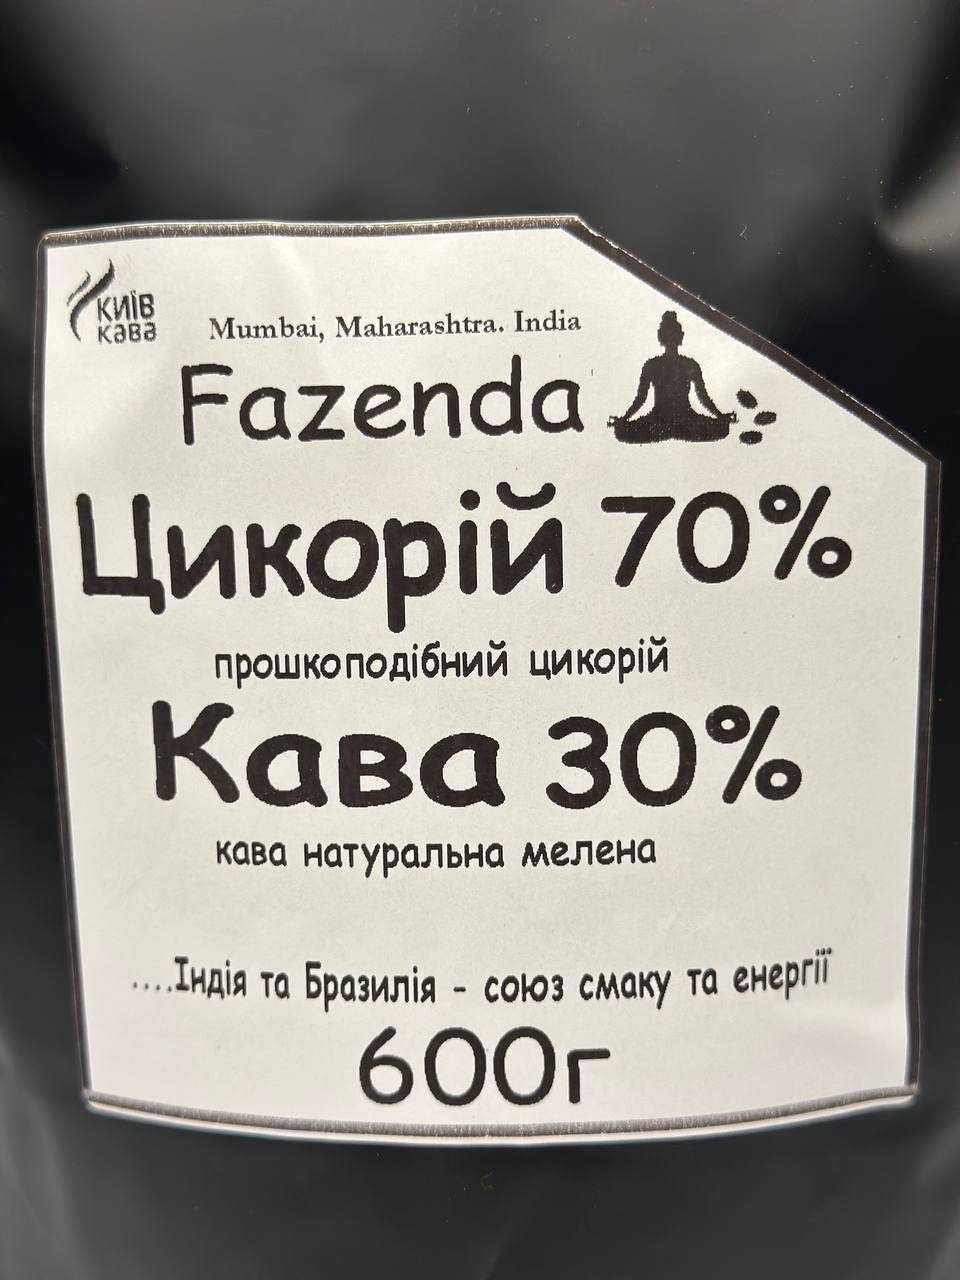 КИЇВ
кава
Mumbai, Maharashtra. India
Fazenda
Цикорій 70%
прошкоподібний цикорій
Кава 30%
кава натуральна мелена
....Індія та Бразилія - союз смаку та енергії
600г